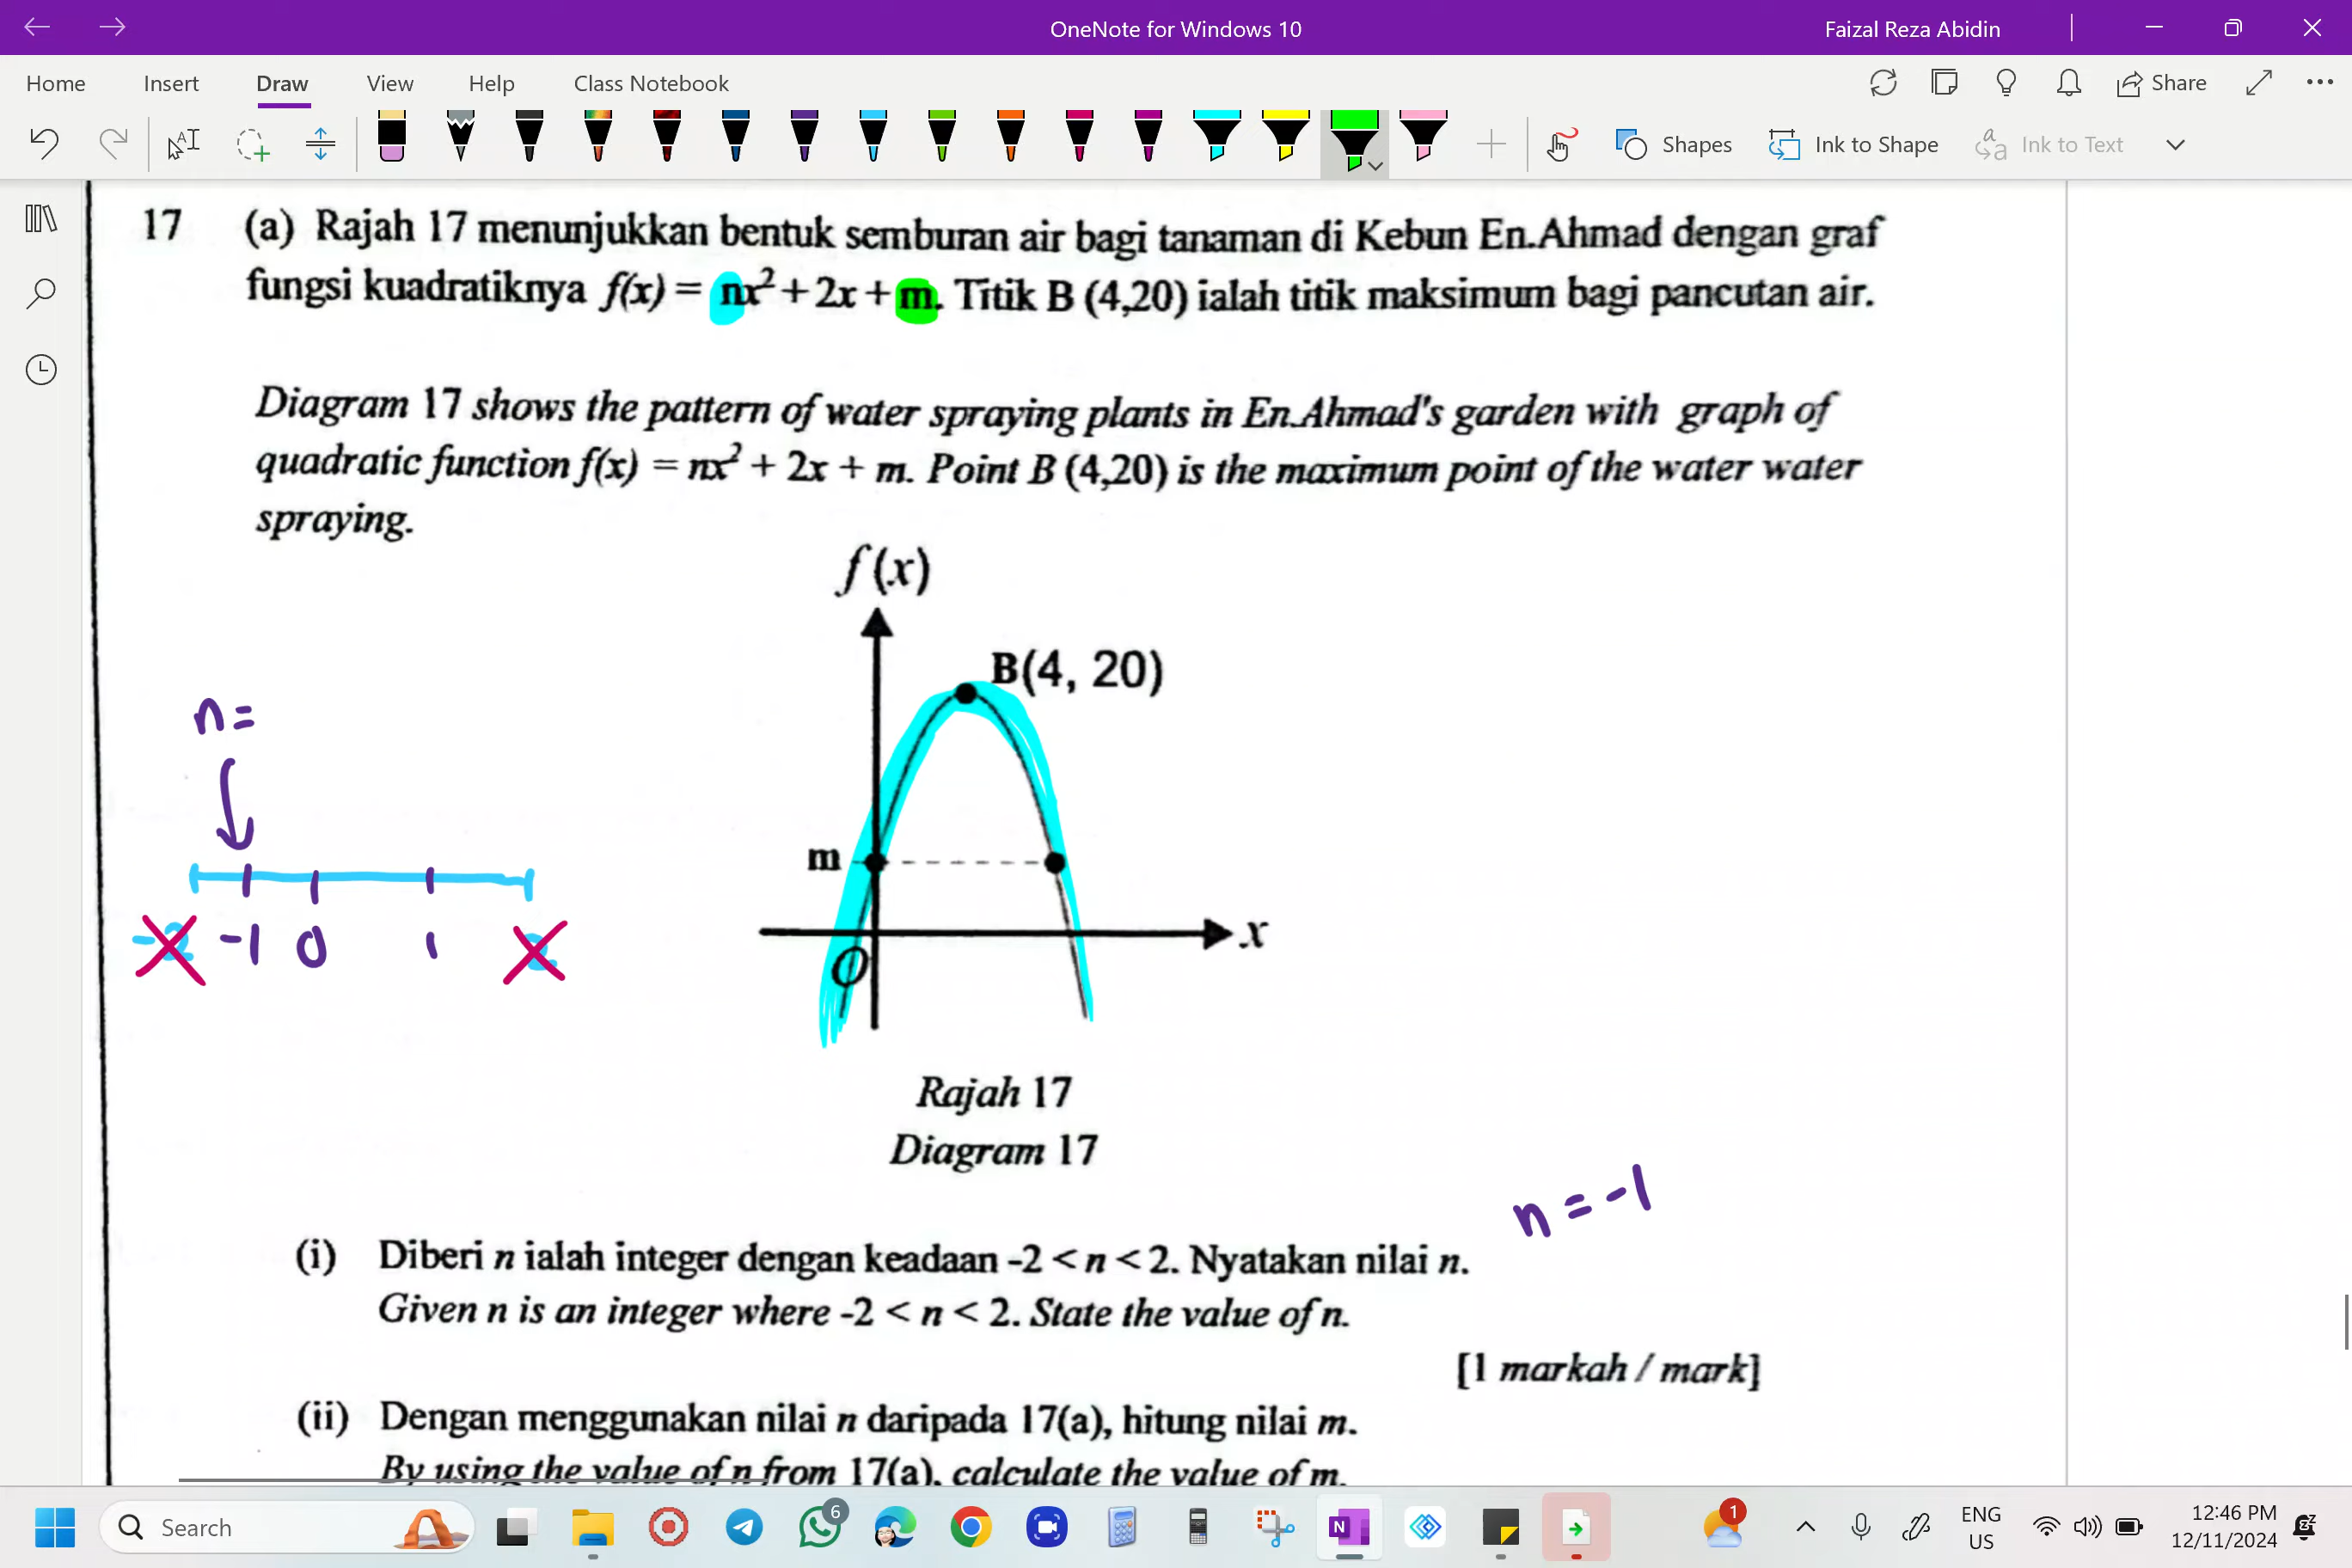 OneNote for Windows 10
Faizal Reza Abidin
Home Insert Draw View Help Class Notebook
Share
Shapes Ink to Shape Ink to Text
17 (a) Rajah 17 menunjukkan bentuk semburan air bagi tanaman di Kebun En.Ahmad dengan graf
fungsi kuadratiknya f(x) = nx² + 2x + m. Titik B (4,20) ialah titik maksimum bagi pancutan air.
Diagram 17 shows the pattern of water spraying plants in En.Ahmad's garden with graph of
quadratic function f(x) = nx² + 2x + m. Point B (4,20) is the maximum point of the water water
spraying.
f(x)
B(4, 20)
n=
m
-2 -1 0 1 2
x
O
Rajah 17
Diagram 17
n = -1
(i) Diberi n ialah integer dengan keadaan -2 < n < 2. Nyatakan nilai n.
Given n is an integer where -2 < n < 2. State the value of n.
[1 markah / mark]
(ii) Dengan menggunakan nilai n daripada 17(a), hitung nilai m.
By using the value of n from 17(a), calculate the value of m.
Search
6
N
1
ENG
US
12:46 PM
12/11/2024